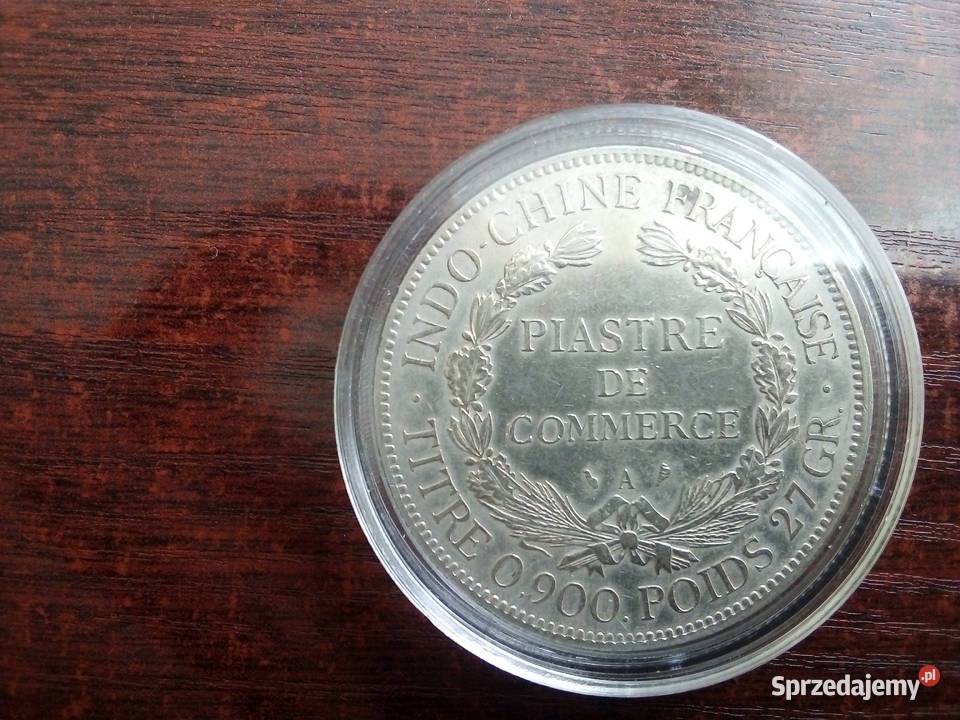 INDO-CHINE FRANÇAISE
PIASTRE
DE
COMMERCE
A
· TITRE 0,900. POIDS 27 GR. ·
Sprzedajemy.pl